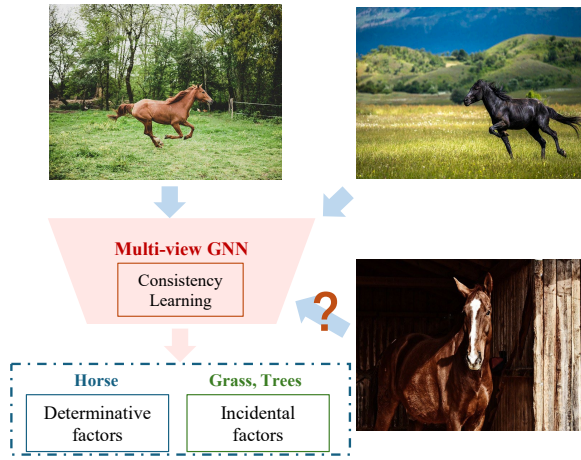 Multi-view GNN
Consistency
Learning
?
Horse
Grass, Trees
Determinative
factors
Incidental
factors